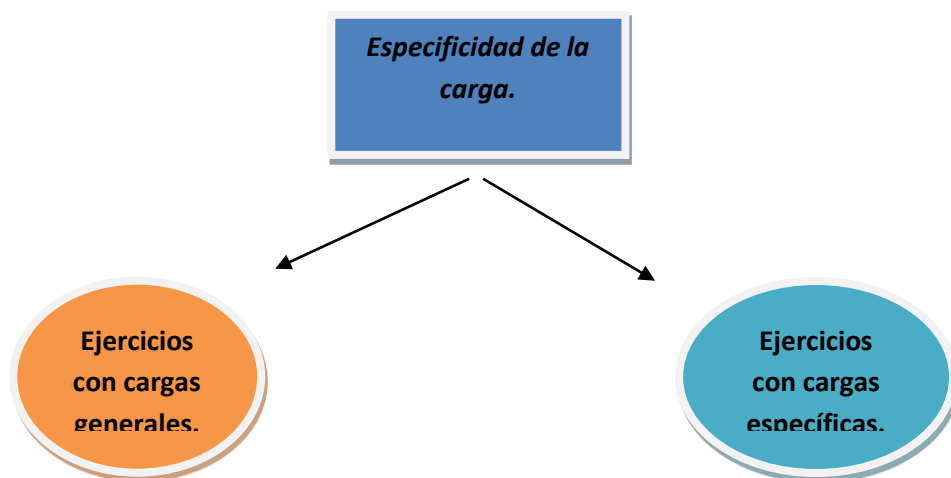 Especificidad de la
carga.
Ejercicios
con cargas
generales.
Ejercicios
con cargas
específicas.